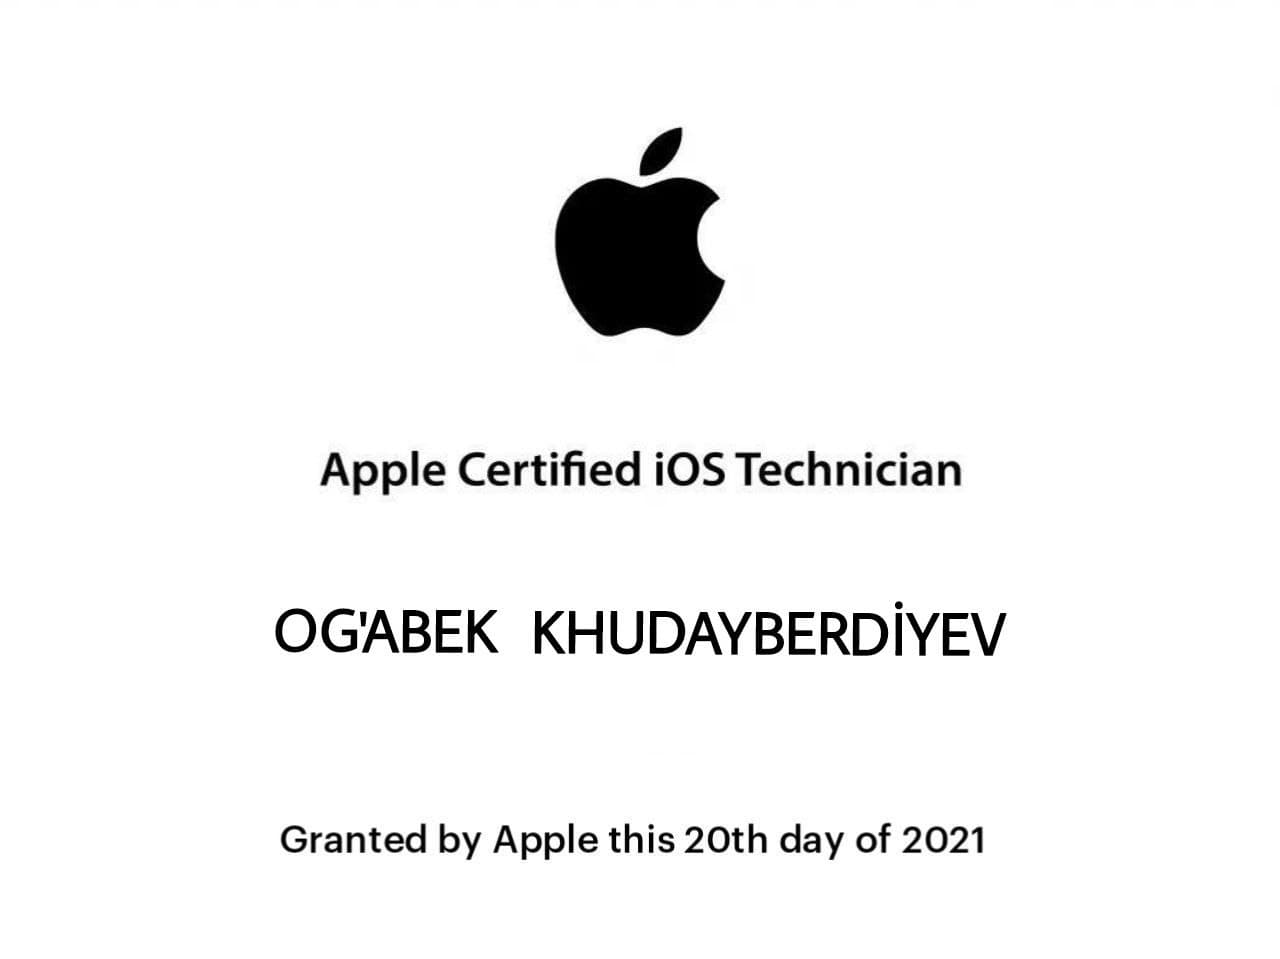 Apple Certified iOS Technician
OG'ABEK KHUDAYBERDİYEV
Granted by Apple this 20th day of 2021